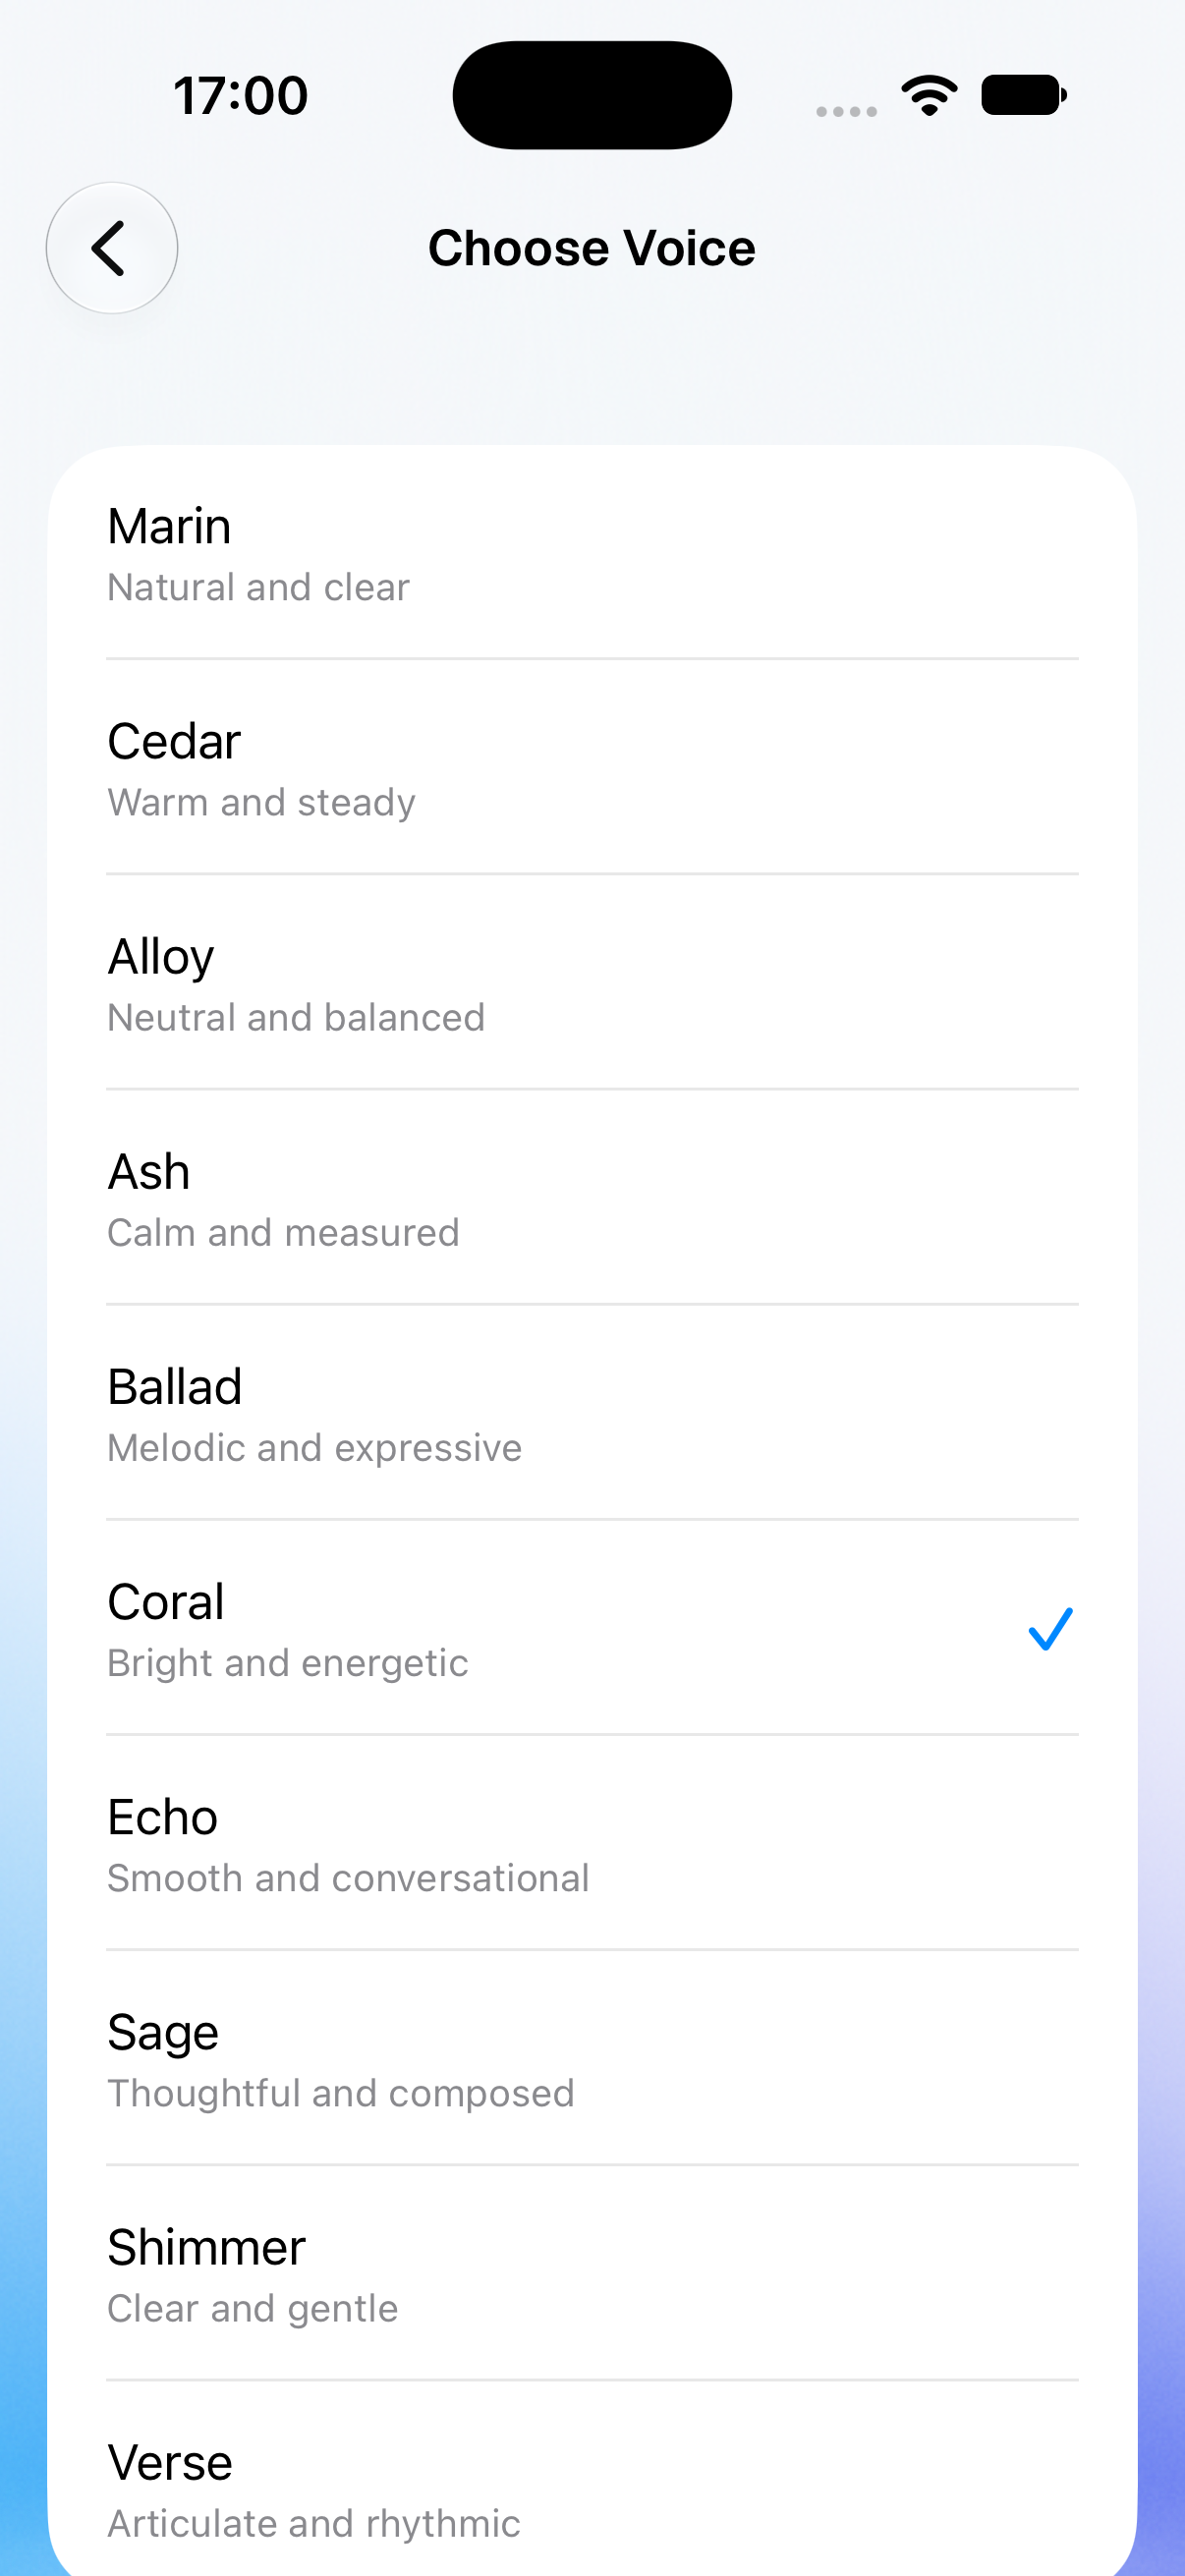 17:00
Choose Voice
Marin
Natural and clear
Cedar
Warm and steady
Alloy
Neutral and balanced
Ash
Calm and measured
Ballad
Melodic and expressive
Coral
Bright and energetic
Echo
Smooth and conversational
Sage
Thoughtful and composed
Shimmer
Clear and gentle
Verse
Articulate and rhythmic